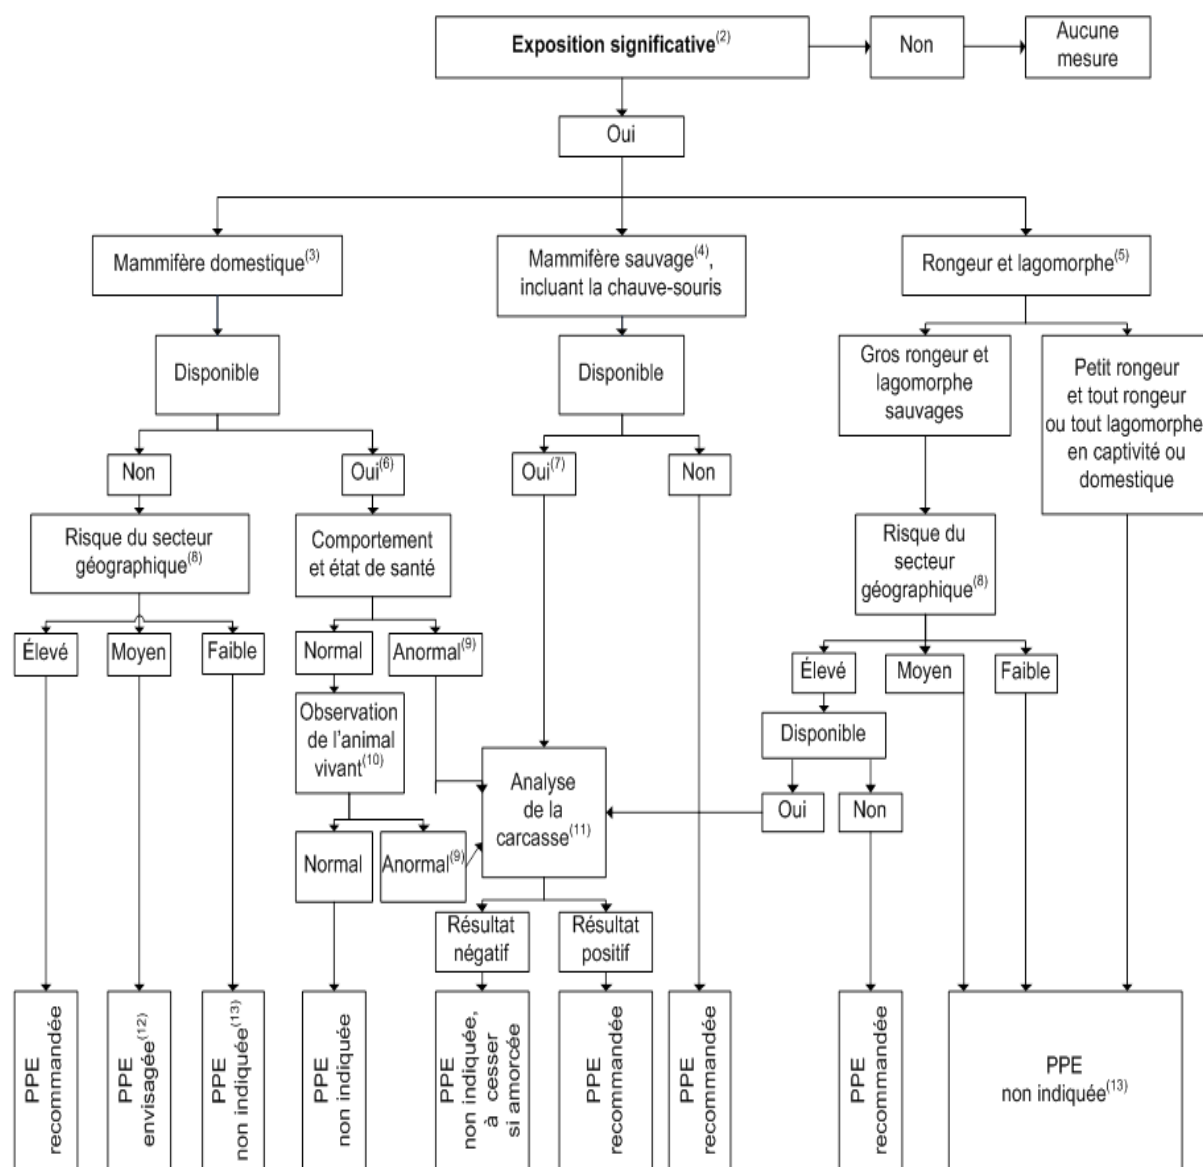 Exposition significative(2)
Non
Aucune
mesure
Oui
Mammifère domestique(3)
Mammifère sauvage(4),
incluant la chauve-souris
Rongeur et lagomorphe(5)
Disponible
Disponible
Gros rongeur et
lagomorphe
sauvages
Petit rongeur
et tout rongeur
ou tout lagomorphe
en captivité ou
domestique
Non
Oui(6)
Oui(7)
Non
Risque du secteur
géographique(8)
Comportement
et état de santé
Risque du
secteur
géographique(8)
Élevé
Moyen
Faible
Normal
Anormal(9)
Élevé
Moyen
Faible
Observation
de l'animal
vivant(10)
Disponible
Analyse
de la
carcasse(11)
Oui
Non
Normal
Anormal(9)
Résultat
négatif
Résultat
positif
PPE
recommandée
PPE
envisagée(12)
PPE
non indiquée(13)
PPE
non indiquée
PPE
non indiquée,
à cesser
si amorcée
PPE
recommandée
PPE
recommandée
PPE
recommandée
PPE
non indiquée(13)